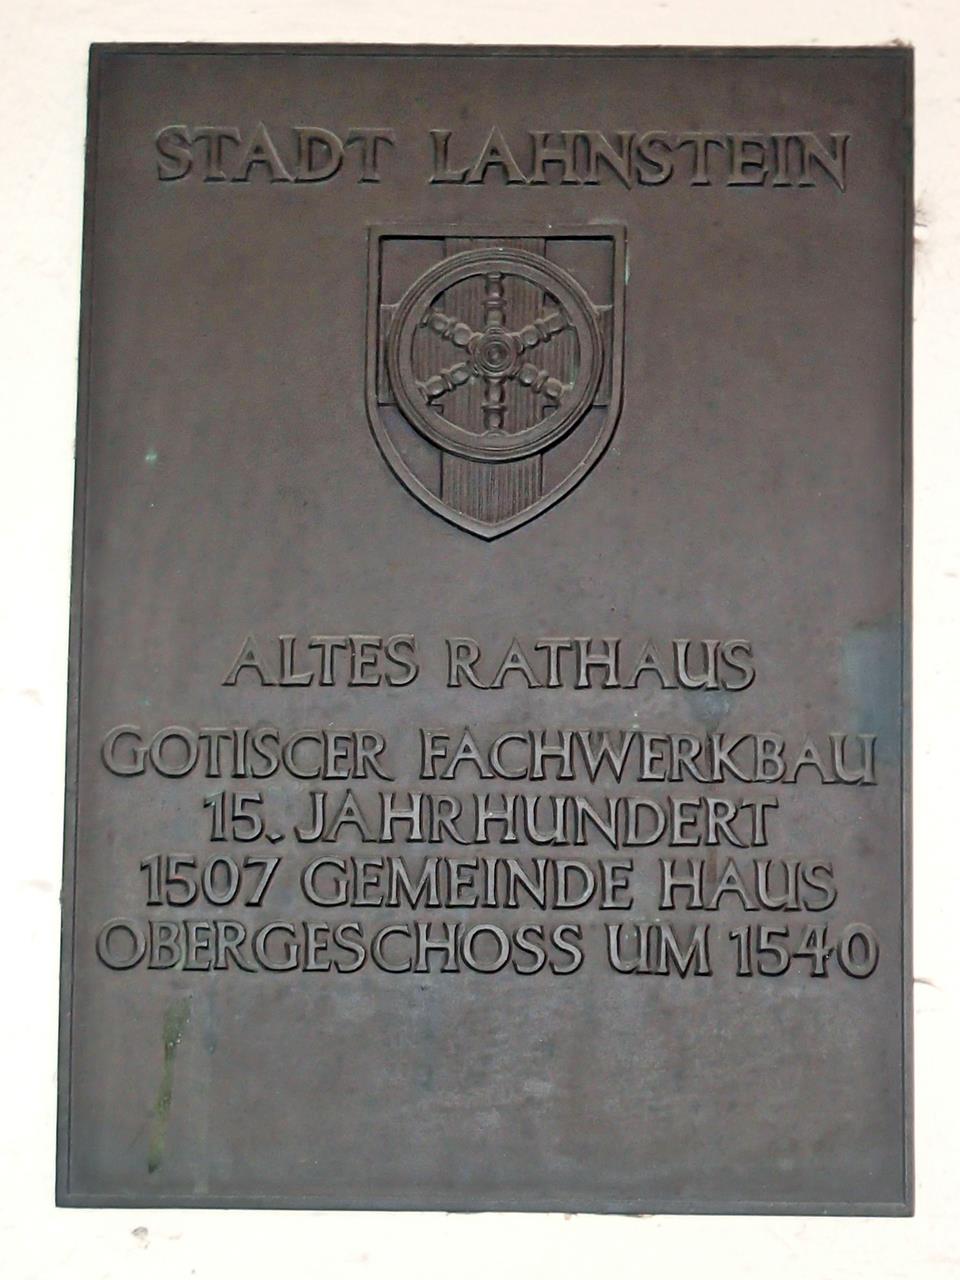 STADT LAHNSTEIN
ALTES RATHAUS
GOTISCER FACHWERKBAU
15. JAHRHUNDERT
1507 GEMEINDE HAUS
OBERGESCHOSS UM 1540